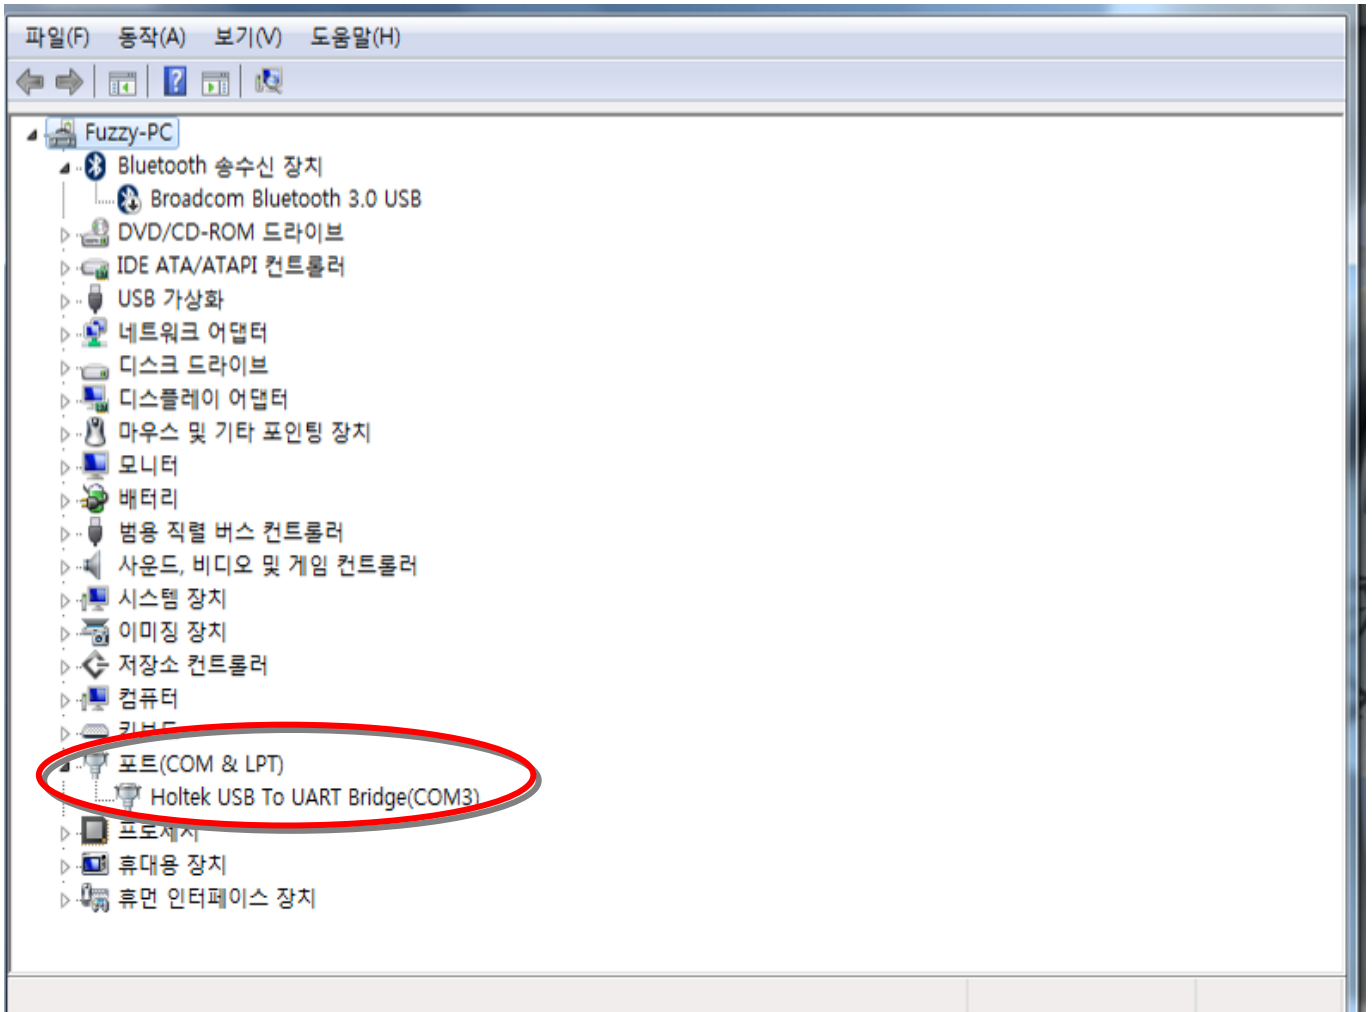 파일(F) 동작(A) 보기(V) 도움말(H)
Fuzzy-PC
Bluetooth 송수신 장치
Broadcom Bluetooth 3.0 USB
DVD/CD-ROM 드라이브
IDE ATA/ATAPI 컨트롤러
USB 가상화
네트워크 어댑터
디스크 드라이브
디스플레이 어댑터
마우스 및 기타 포인팅 장치
모니터
배터리
범용 직렬 버스 컨트롤러
사운드, 비디오 및 게임 컨트롤러
시스템 장치
이미징 장치
저장소 컨트롤러
컴퓨터
키보드
포트(COM & LPT)
Holtek USB To UART Bridge(COM3)
프로세서
휴대용 장치
휴먼 인터페이스 장치